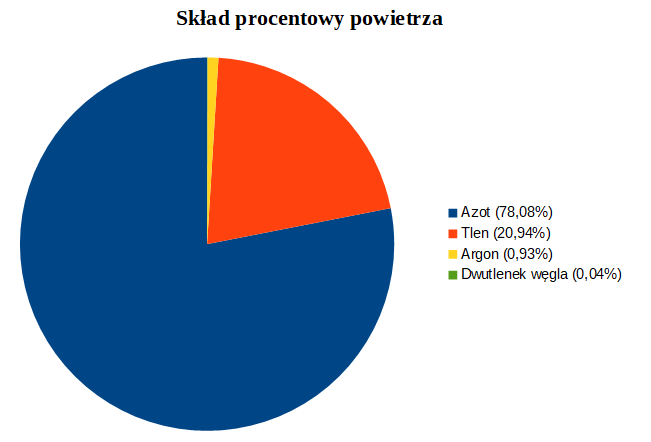 Skład procentowy powietrza
Azot (78,08%)
Tlen (20,94%)
Argon (0,93%)
Dwutlenek węgla (0,04%)